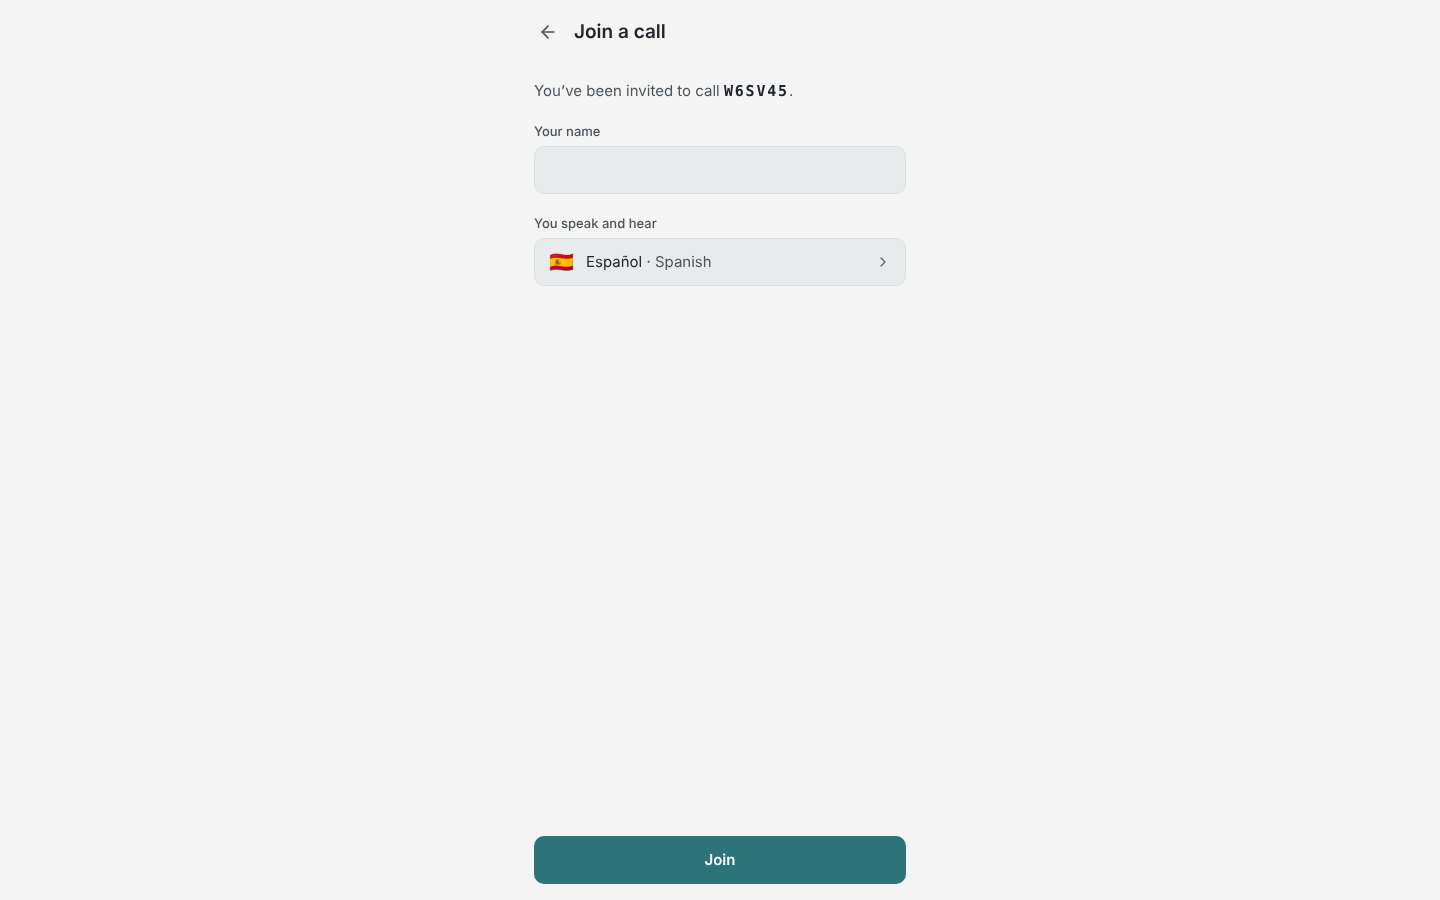 Join a call
You’ve been invited to call W6SV45.
Your name
You speak and hear
Español · Spanish
Join